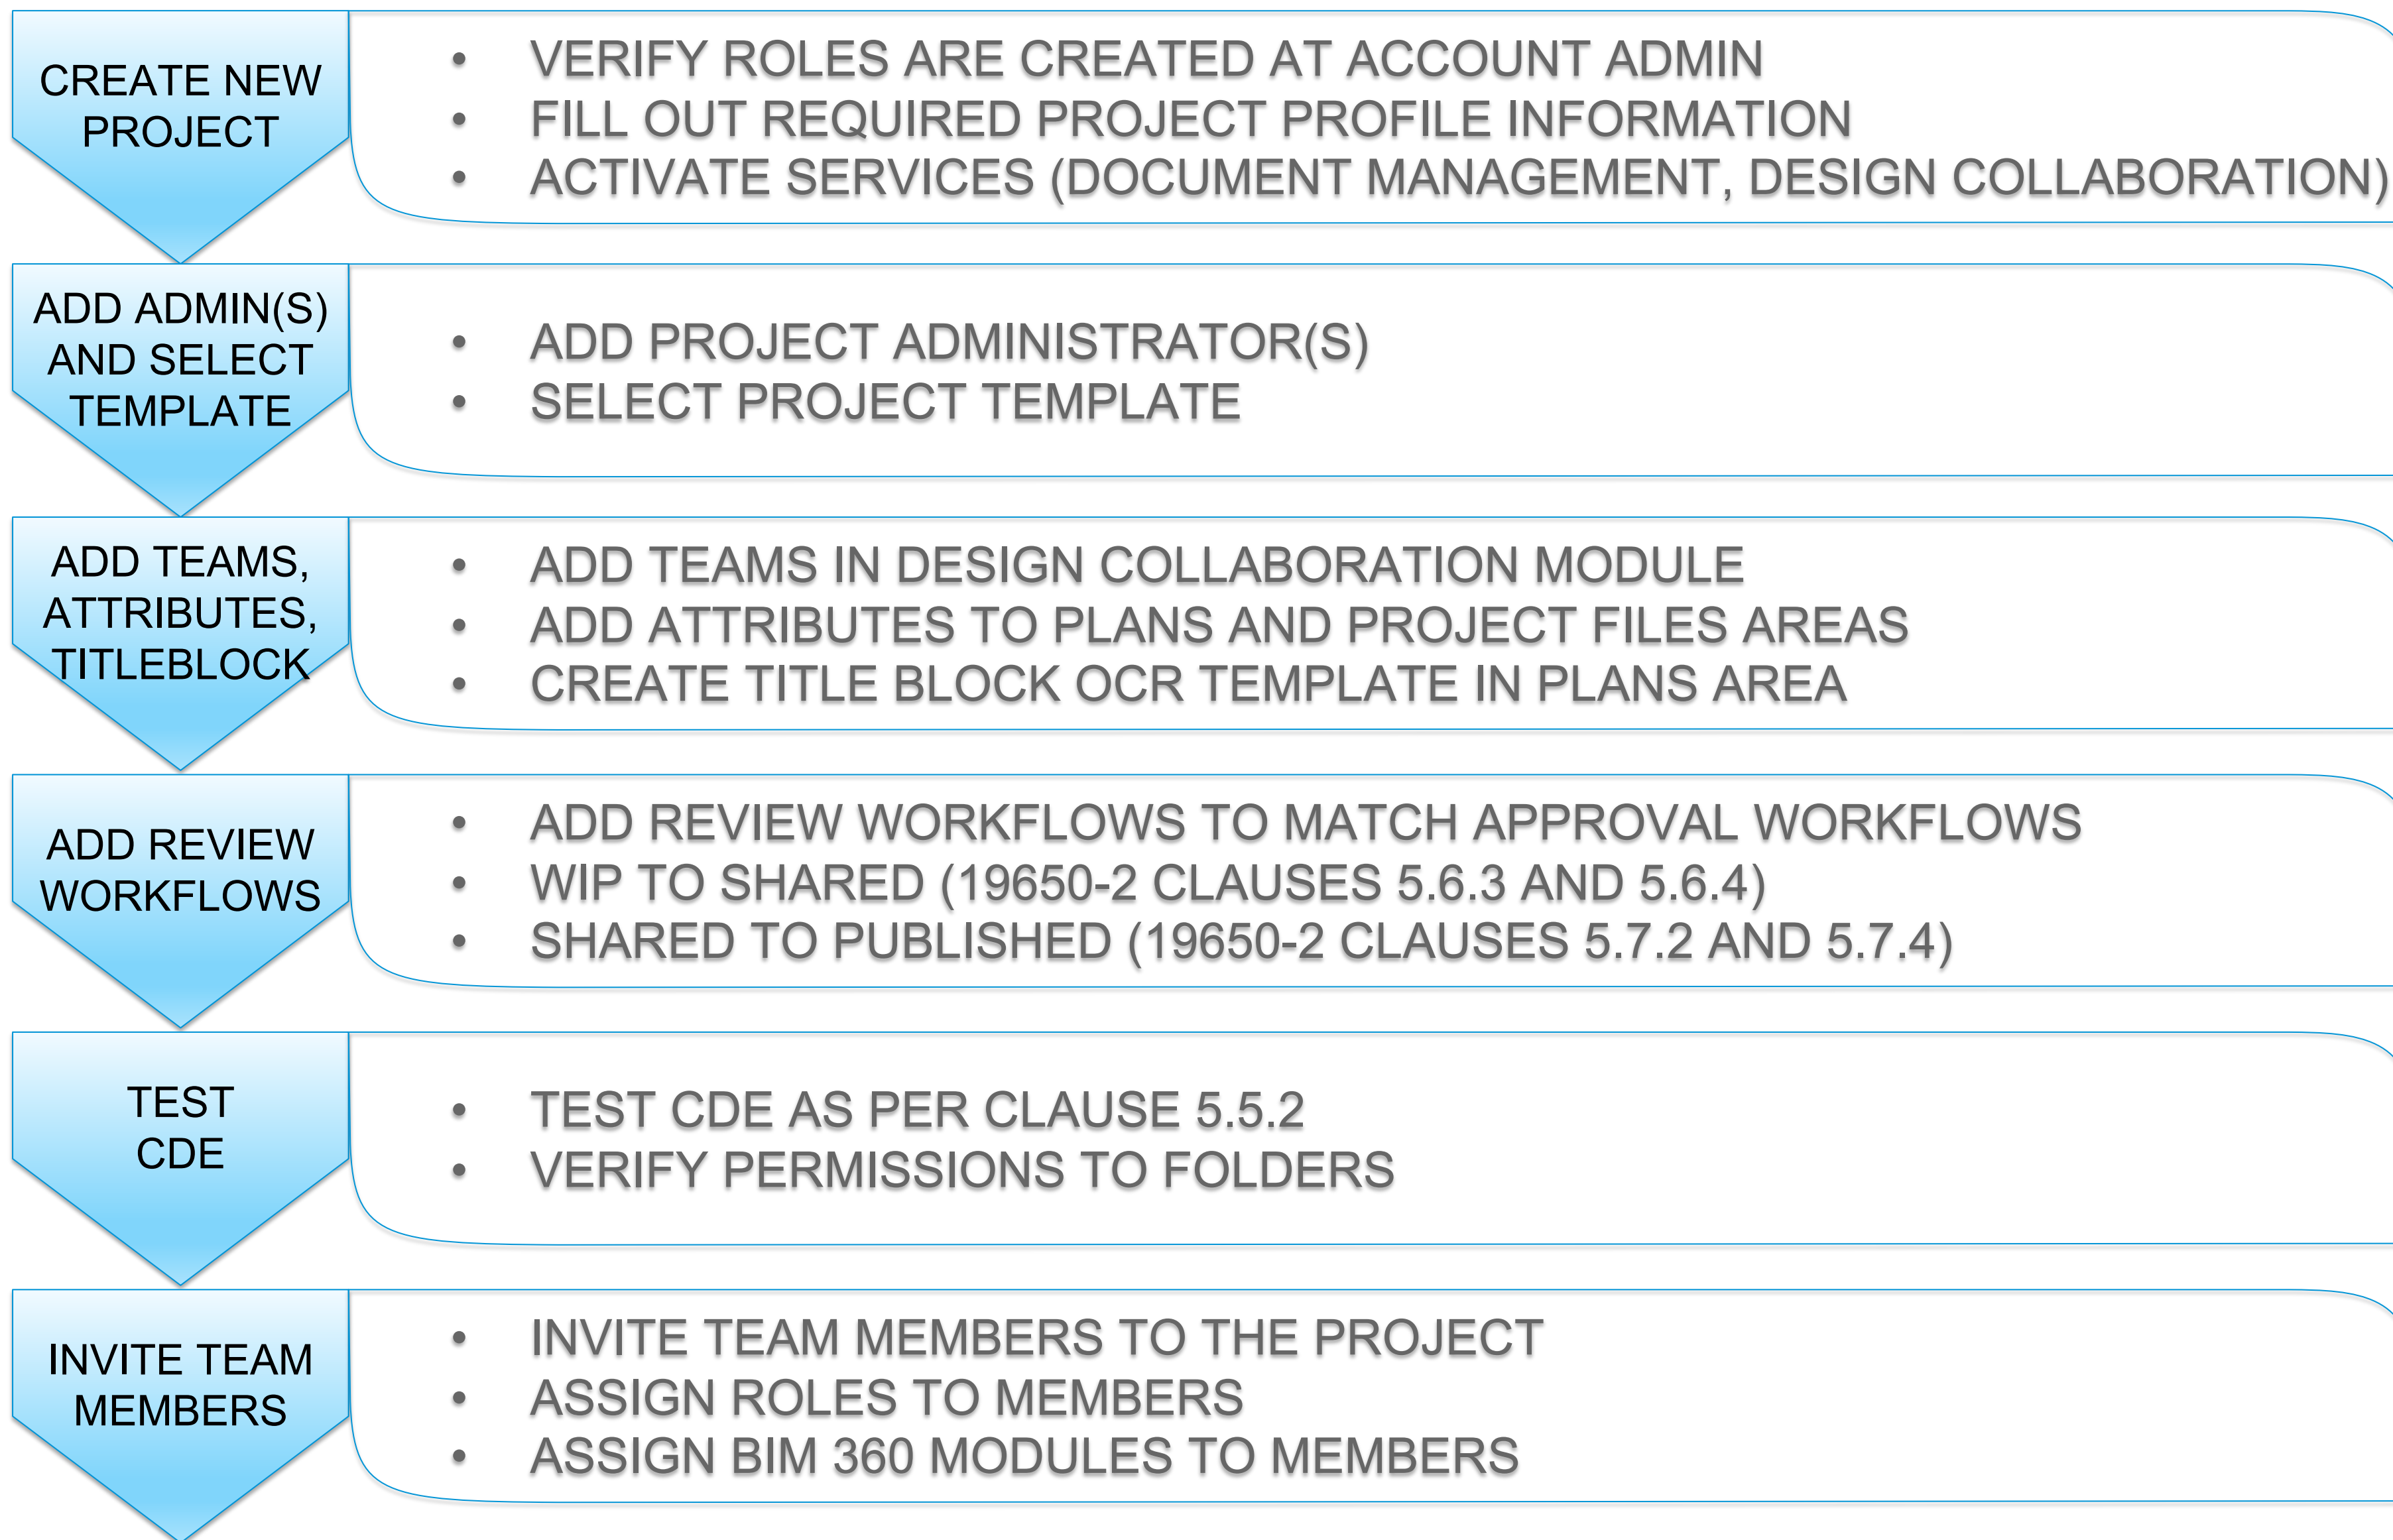 CREATE NEW
PROJECT
• VERIFY ROLES ARE CREATED AT ACCOUNT ADMIN
• FILL OUT REQUIRED PROJECT PROFILE INFORMATION
• ACTIVATE SERVICES (DOCUMENT MANAGEMENT, DESIGN COLLABORATION)
ADD ADMIN(S)
AND SELECT
TEMPLATE
• ADD PROJECT ADMINISTRATOR(S)
• SELECT PROJECT TEMPLATE
ADD TEAMS,
ATTRIBUTES,
TITLEBLOCK
• ADD TEAMS IN DESIGN COLLABORATION MODULE
• ADD ATTRIBUTES TO PLANS AND PROJECT FILES AREAS
• CREATE TITLE BLOCK OCR TEMPLATE IN PLANS AREA
ADD REVIEW
WORKFLOWS
• ADD REVIEW WORKFLOWS TO MATCH APPROVAL WORKFLOWS
• WIP TO SHARED (19650-2 CLAUSES 5.6.3 AND 5.6.4)
• SHARED TO PUBLISHED (19650-2 CLAUSES 5.7.2 AND 5.7.4)
TEST
CDE
• TEST CDE AS PER CLAUSE 5.5.2
• VERIFY PERMISSIONS TO FOLDERS
INVITE TEAM
MEMBERS
• INVITE TEAM MEMBERS TO THE PROJECT
• ASSIGN ROLES TO MEMBERS
• ASSIGN BIM 360 MODULES TO MEMBERS